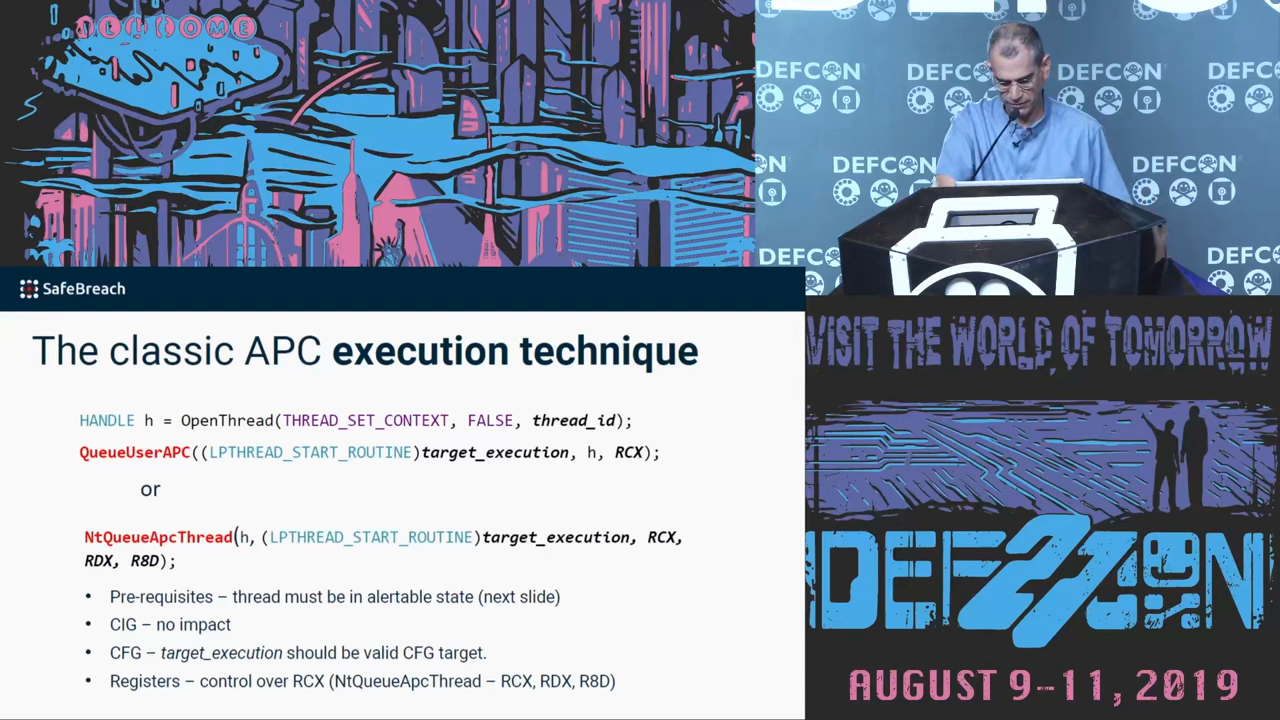 WELCOME
DEFCON DEFCON DEFCON DEFCON
DEFCON DEFCON
DEFCON DEFCON
SafeBreach
The classic APC execution technique
HANDLE h = OpenThread(THREAD_SET_CONTEXT, FALSE, thread_id);
QueueUserAPC((LPTHREAD_START_ROUTINE)target_execution, h, RCX);
or
NtQueueApcThread(h, (LPTHREAD_START_ROUTINE)target_execution, RCX,
RDX, R8D);
• Pre-requisites – thread must be in alertable state (next slide)
• CIG – no impact
• CFG – target_execution should be valid CFG target.
• Registers – control over RCX (NtQueueApcThread – RCX, RDX, R8D)
VISIT THE WORLD OF TOMORROW
DEF27CON
AUGUST 9-11, 2019